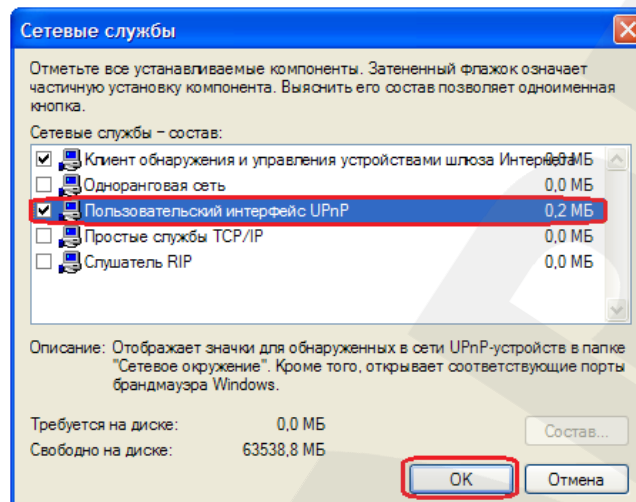 Сетевые службы
Отметьте все устанавливаемые компоненты. Затененный флажок означает
частичную установку компонента. Выяснить его состав позволяет одноименная
кнопка.
Сетевые службы – состав:
Клиент обнаружения и управления устройствами шлюза Интернета 0,0 МБ
Одноранговая сеть 0,0 МБ
Пользовательский интерфейс UPnP 0,2 МБ
Простые службы TCP/IP 0,0 МБ
Слушатель RIP 0,0 МБ
Описание: Отображает значки для обнаруженных в сети UPnP-устройств в папке
"Сетевое окружение". Кроме того, открывает соответствующие порты
брандмауэра Windows.
Требуется на диске: 0,0 МБ
Состав...
Свободно на диске: 63538,8 МБ
OK Отмена